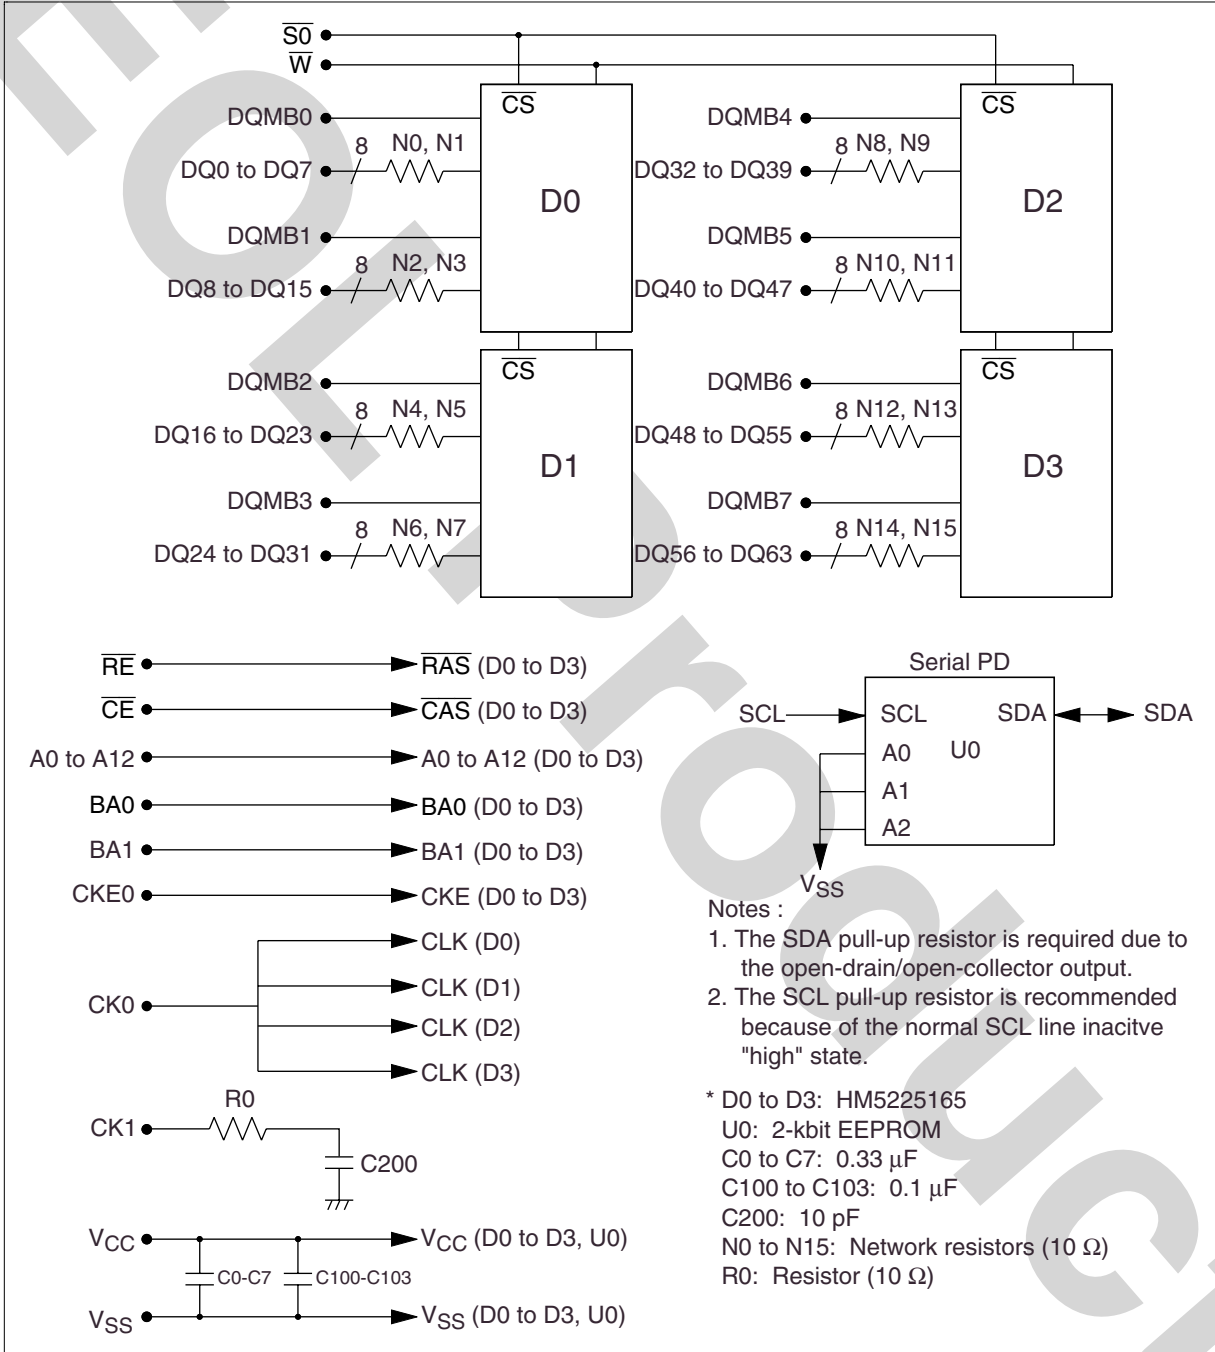 S̅0̅
W̅
C̅S̅
C̅S̅
DQMB0
DQMB4
8 N0, N1
8 N8, N9
DQ0 to DQ7
DQ32 to DQ39
D0
D2
DQMB1
DQMB5
8 N2, N3
8 N10, N11
DQ8 to DQ15
DQ40 to DQ47
C̅S̅
C̅S̅
DQMB2
DQMB6
8 N4, N5
8 N12, N13
DQ16 to DQ23
DQ48 to DQ55
D1
D3
DQMB3
DQMB7
8 N6, N7
8 N14, N15
DQ24 to DQ31
DQ56 to DQ63
R̅E̅ R̅A̅S̅ (D0 to D3)
C̅E̅ C̅A̅S̅ (D0 to D3)
A0 to A12 A0 to A12 (D0 to D3)
BA0 BA0 (D0 to D3)
BA1 BA1 (D0 to D3)
CKE0 CKE (D0 to D3)
CLK (D0)
CLK (D1)
CK0
CLK (D2)
CLK (D3)
R0
CK1
C200
VCC VCC (D0 to D3, U0)
C0-C7 C100-C103
VSS VSS (D0 to D3, U0)
Serial PD
SCL SCL SDA SDA
A0 U0
A1
A2
VSS
Notes :
1. The SDA pull-up resistor is required due to
the open-drain/open-collector output.
2. The SCL pull-up resistor is recommended
because of the normal SCL line inacitve
"high" state.
* D0 to D3: HM5225165
U0: 2-kbit EEPROM
C0 to C7: 0.33 µF
C100 to C103: 0.1 µF
C200: 10 pF
N0 to N15: Network resistors (10 Ω)
R0: Resistor (10 Ω)
EOL Product